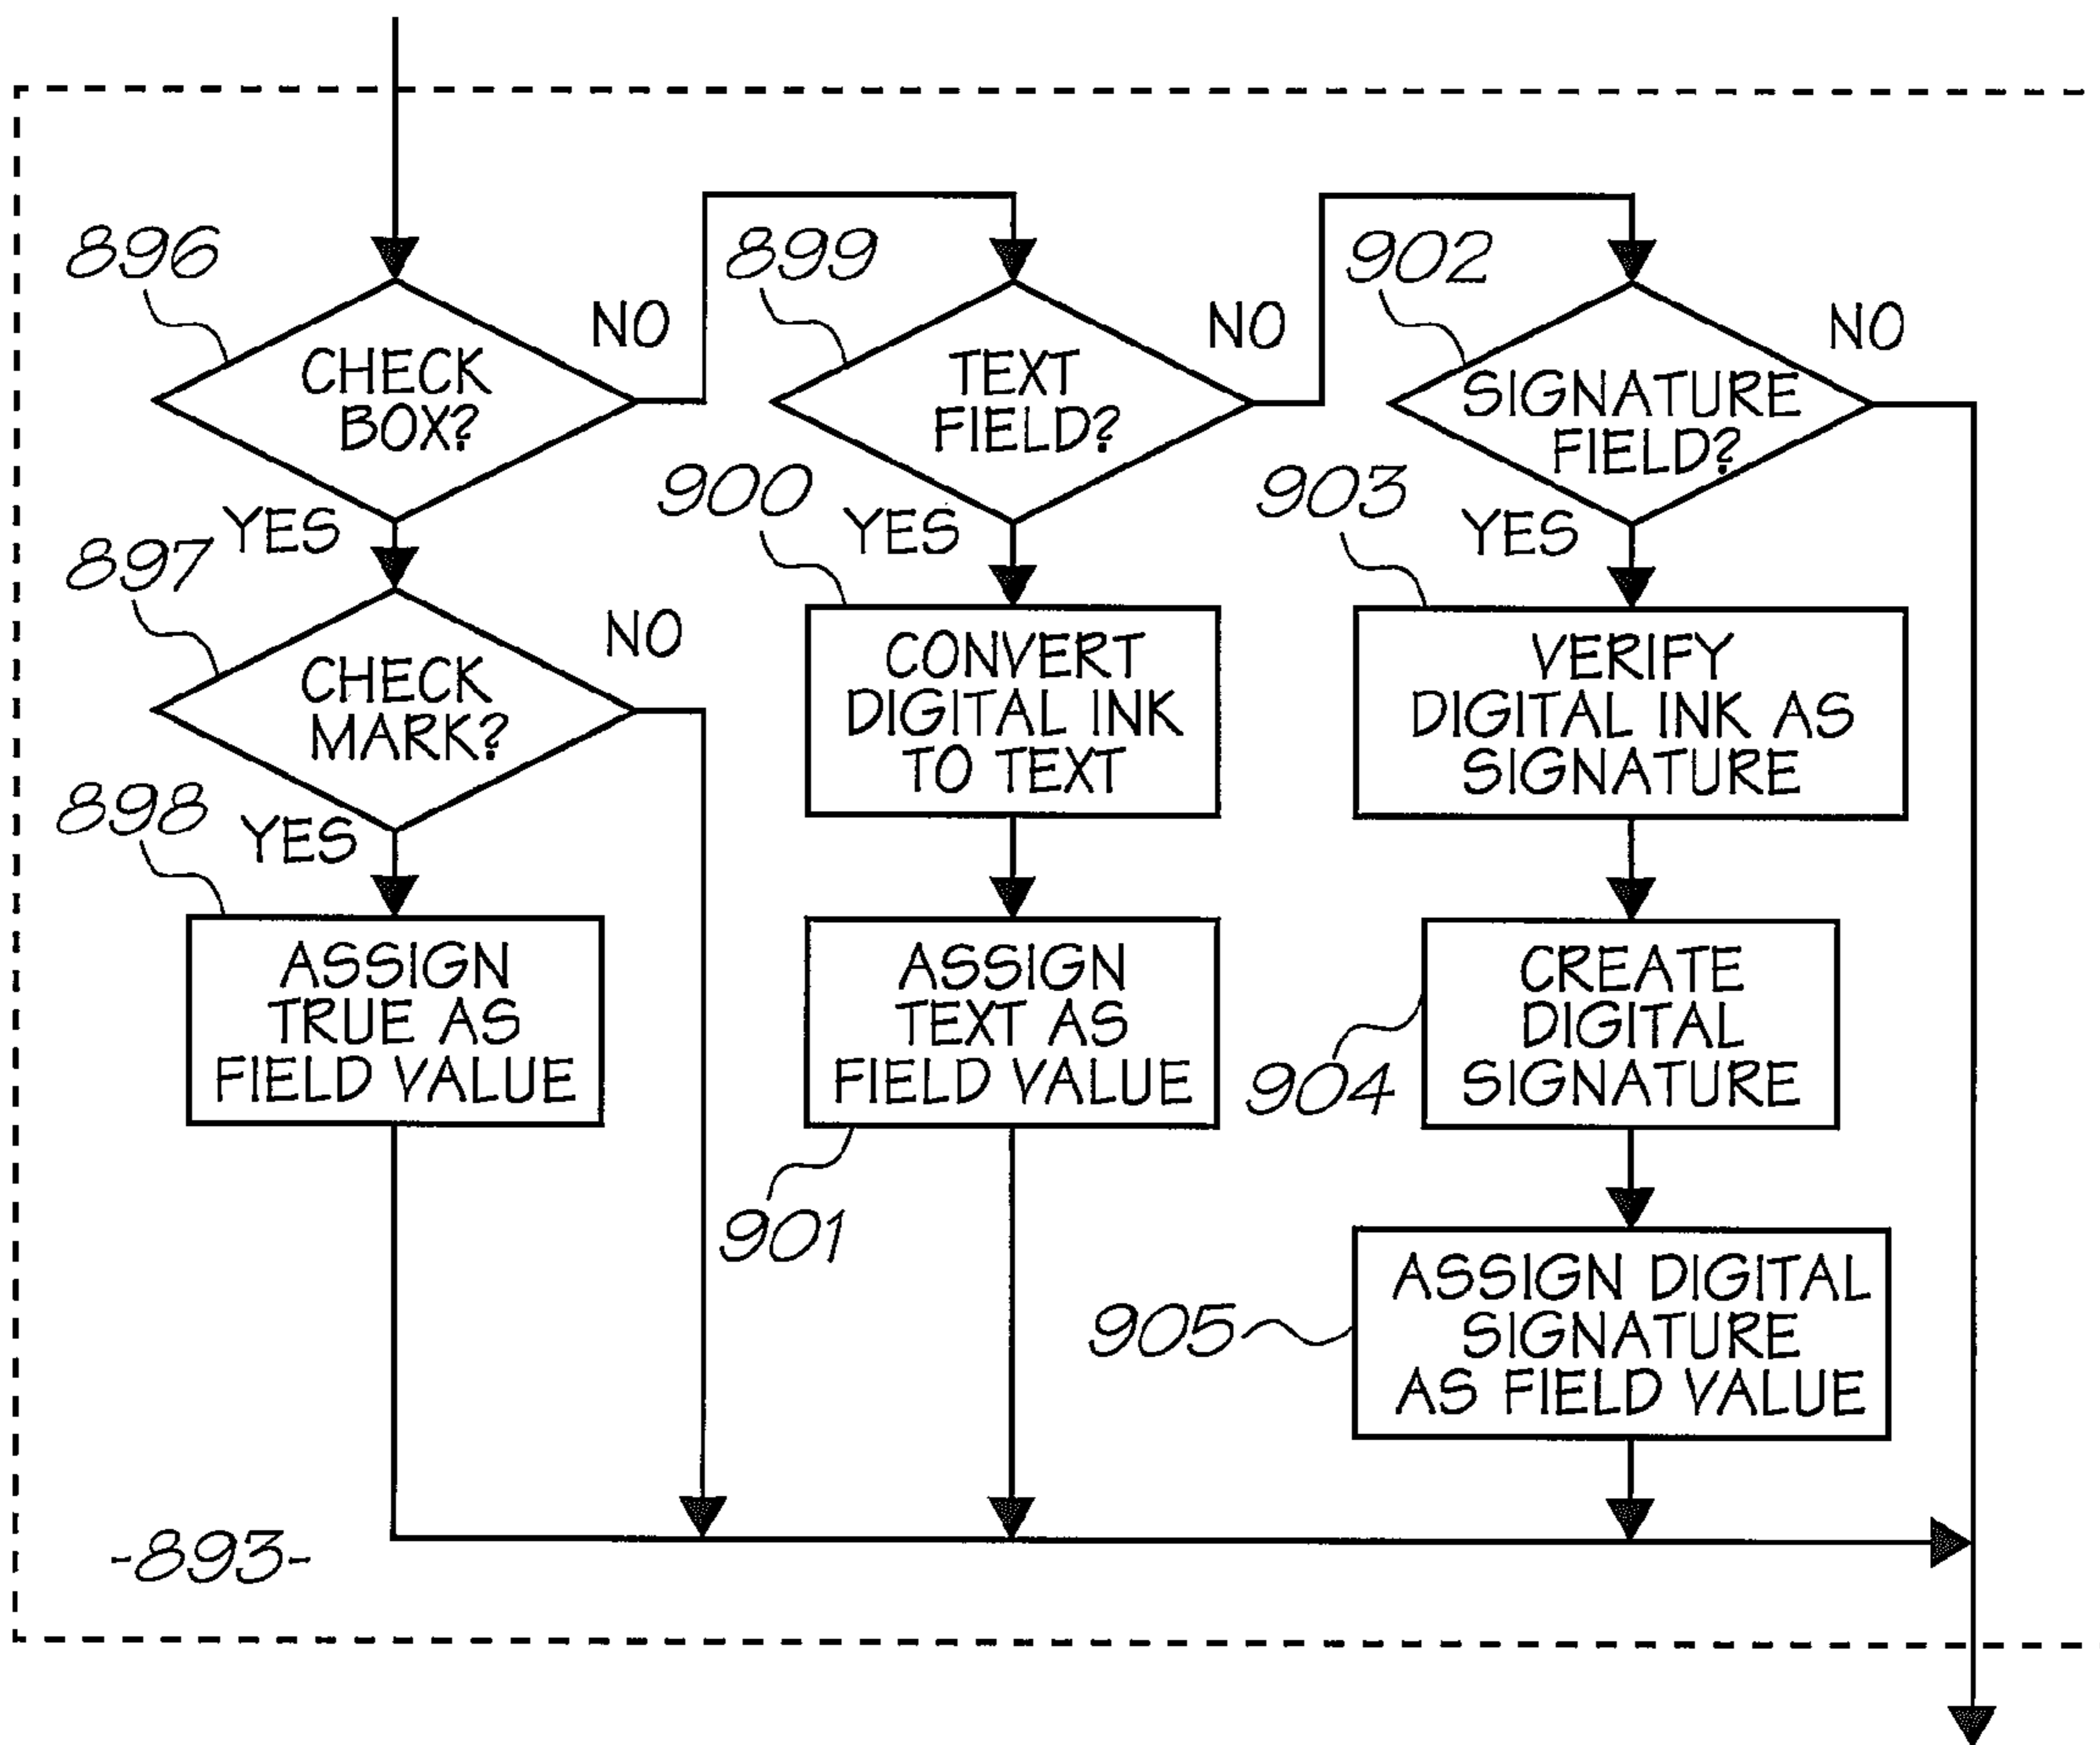 896
CHECK
BOX?
NO
YES
897
CHECK
MARK?
NO
YES
898
ASSIGN
TRUE AS
FIELD VALUE
899
TEXT
FIELD?
NO
YES
900
CONVERT
DIGITAL INK
TO TEXT
ASSIGN
TEXT AS
FIELD VALUE
901
902
SIGNATURE
FIELD?
NO
YES
903
VERIFY
DIGITAL INK AS
SIGNATURE
CREATE
DIGITAL
SIGNATURE
904
ASSIGN DIGITAL
SIGNATURE
AS FIELD VALUE
905
-893-